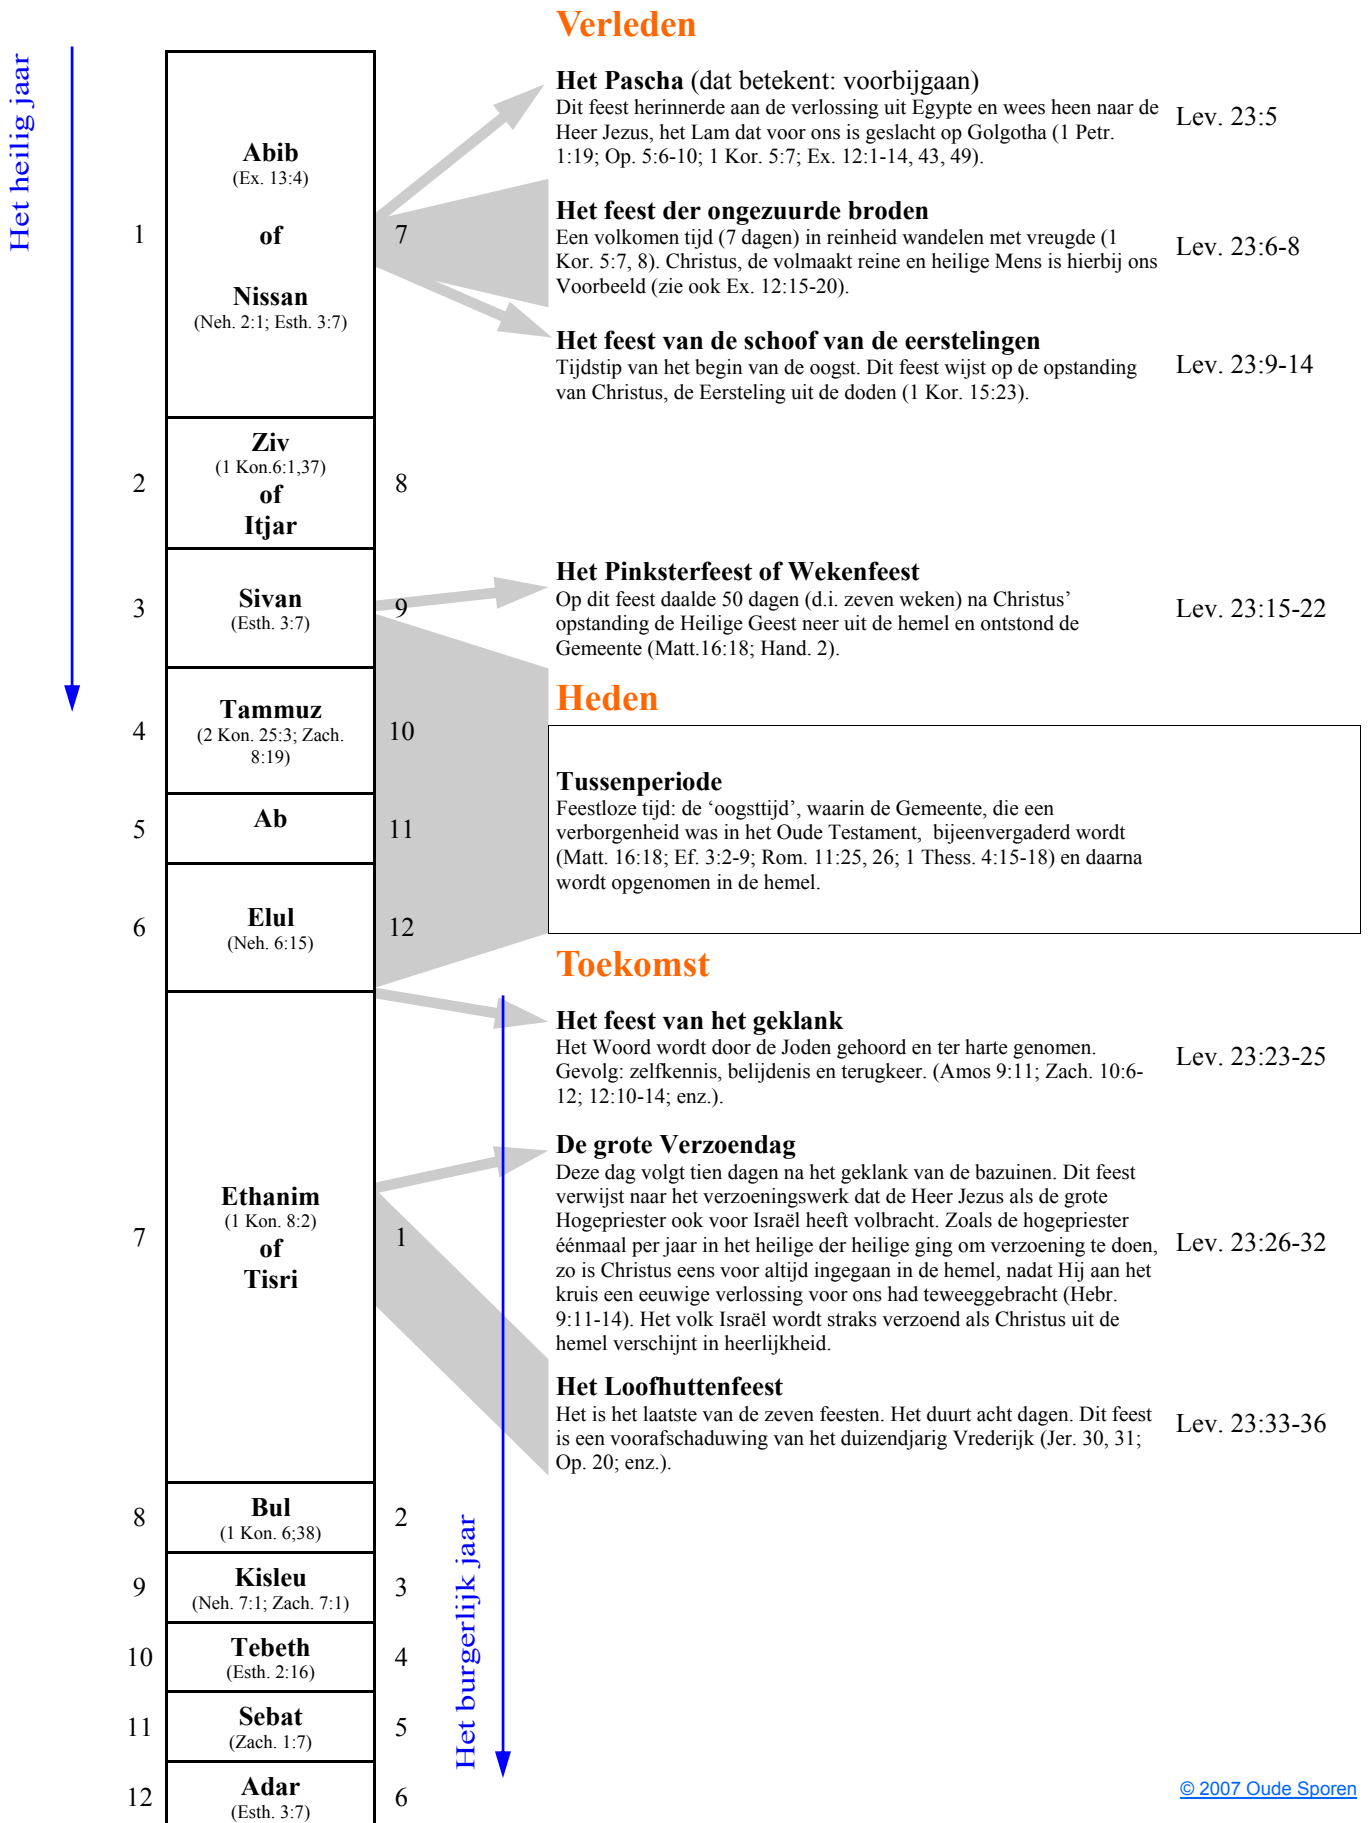 Verleden
Het heilig jaar
Het Pascha (dat betekent: voorbijgaan)
Dit feest herinnerde aan de verlossing uit Egypte en wees heen naar de
Heer Jezus, het Lam dat voor ons is geslacht op Golgotha (1 Petr.
1:19; Op. 5:6-10; 1 Kor. 5:7; Ex. 12:1-14, 43, 49).
Lev. 23:5
1
Abib
(Ex. 13:4)
of
Nissan
(Neh. 2:1; Esth. 3:7)
7
Het feest der ongezuurde broden
Een volkomen tijd (7 dagen) in reinheid wandelen met vreugde (1
Kor. 5:7, 8). Christus, de volmaakt reine en heilige Mens is hierbij ons
Voorbeeld (zie ook Ex. 12:15-20).
Lev. 23:6-8
Het feest van de schoof van de eerstelingen
Tijdstip van het begin van de oogst. Dit feest wijst op de opstanding
van Christus, de Eersteling uit de doden (1 Kor. 15:23).
Lev. 23:9-14
2
Ziv
(1 Kon.6:1,37)
of
Itjar
8
3
Sivan
(Esth. 3:7)
9
Het Pinksterfeest of Wekenfeest
Op dit feest daalde 50 dagen (d.i. zeven weken) na Christus’
opstanding de Heilige Geest neer uit de hemel en ontstond de
Gemeente (Matt.16:18; Hand. 2).
Lev. 23:15-22
Heden
4
Tammuz
(2 Kon. 25:3; Zach.
8:19)
10
Tussenperiode
Feestloze tijd: de ‘oogsttijd’, waarin de Gemeente, die een
verborgenheid was in het Oude Testament,  bijeenvergaderd wordt
(Matt. 16:18; Ef. 3:2-9; Rom. 11:25, 26; 1 Thess. 4:15-18) en daarna
wordt opgenomen in de hemel.
5
Ab
11
6
Elul
(Neh. 6:15)
12
Toekomst
Het feest van het geklank
Het Woord wordt door de Joden gehoord en ter harte genomen.
Gevolg: zelfkennis, belijdenis en terugkeer. (Amos 9:11; Zach. 10:6-
12; 12:10-14; enz.).
Lev. 23:23-25
7
Ethanim
(1 Kon. 8:2)
of
Tisri
1
De grote Verzoendag
Deze dag volgt tien dagen na het geklank van de bazuinen. Dit feest
verwijst naar het verzoeningswerk dat de Heer Jezus als de grote
Hogepriester ook voor Israël heeft volbracht. Zoals de hogepriester
éénmaal per jaar in het heilige der heilige ging om verzoening te doen,
zo is Christus eens voor altijd ingegaan in de hemel, nadat Hij aan het
kruis een eeuwige verlossing voor ons had teweeggebracht (Hebr.
9:11-14). Het volk Israël wordt straks verzoend als Christus uit de
hemel verschijnt in heerlijkheid.
Lev. 23:26-32
Het Loofhuttenfeest
Het is het laatste van de zeven feesten. Het duurt acht dagen. Dit feest
is een voorafschaduwing van het duizendjarig Vrederijk (Jer. 30, 31;
Op. 20; enz.).
Lev. 23:33-36
8
Bul
(1 Kon. 6;38)
2
9
Kisleu
(Neh. 7:1; Zach. 7:1)
3
10
Tebeth
(Esth. 2:16)
4
11
Sebat
(Zach. 1:7)
5
12
Adar
(Esth. 3:7)
6
Het burgerlijk jaar
© 2007 Oude Sporen